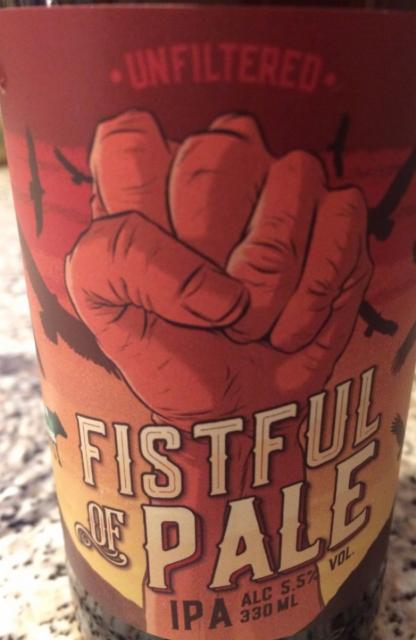 ·UNFILTERED·
FISTFUL
OF PALE
IPA ALC 5.5% VOL.
330 ML